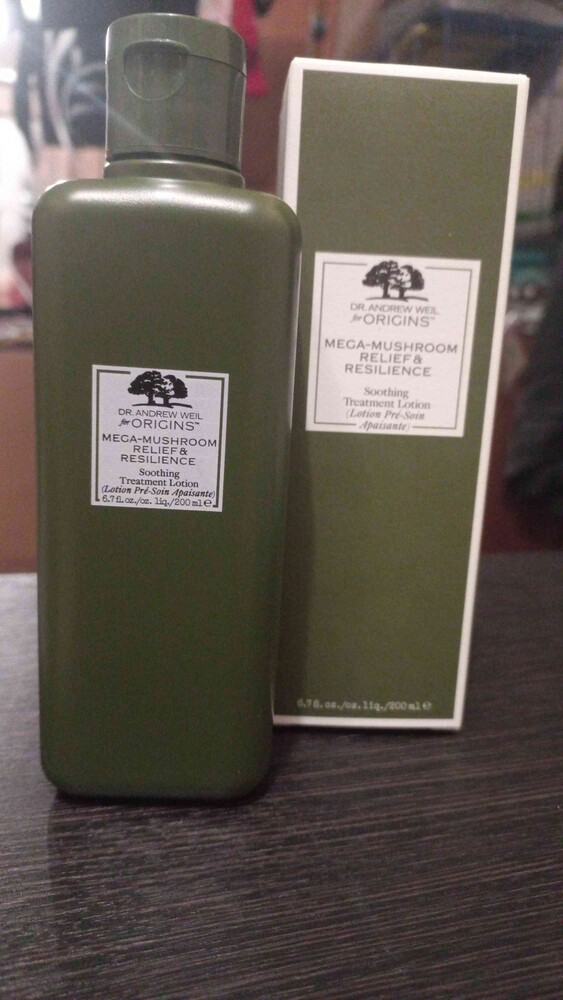 DR. ANDREW WEIL
for ORIGINS™
MEGA-MUSHROOM
RELIEF &
RESILIENCE
Soothing
Treatment Lotion
(Lotion Pré-Soin Apaisante)
6.7 fl. oz./oz. liq./200 ml e
DR. ANDREW WEIL
for ORIGINS™
MEGA-MUSHROOM
RELIEF &
RESILIENCE
Soothing
Treatment Lotion
(Lotion Pré-Soin
Apaisante)
6.7 fl. oz./oz. liq./200 ml e